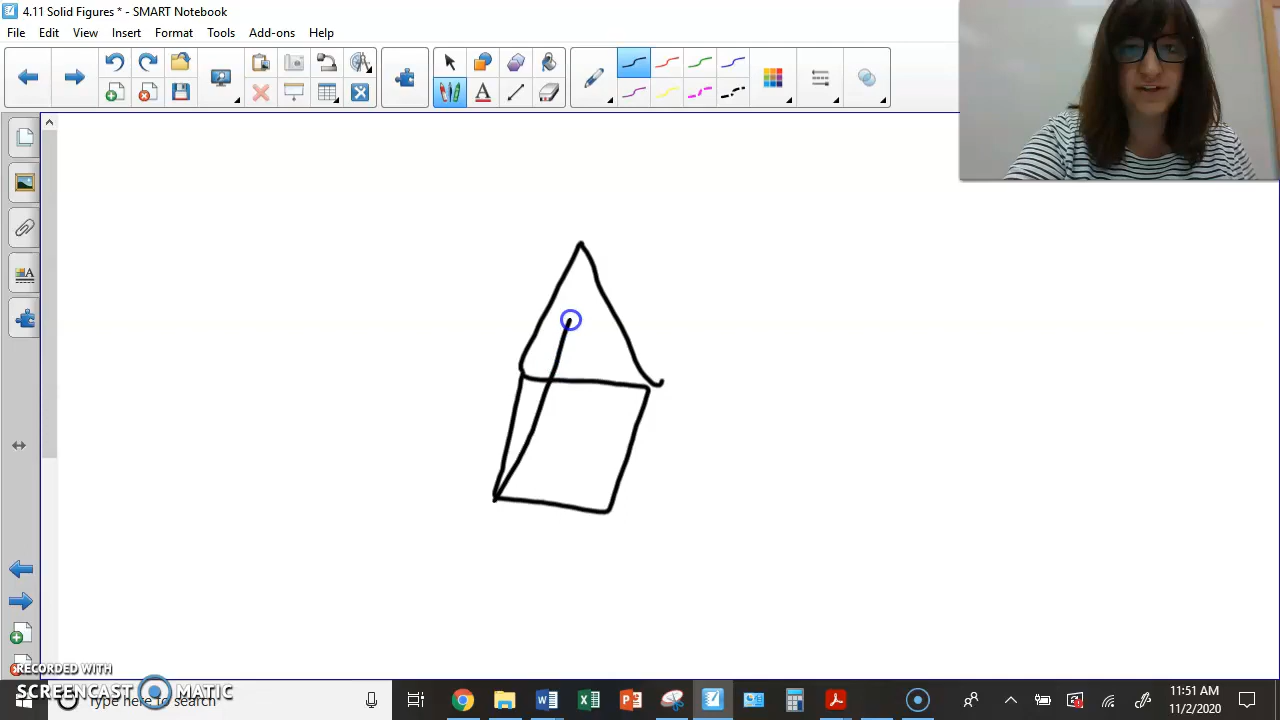 4.11 Solid Figures * - SMART Notebook
File Edit View Insert Format Tools Add-ons Help
RECORDED WITH
SCREENCAST MATIC
Type here to search
11:51 AM
11/2/2020